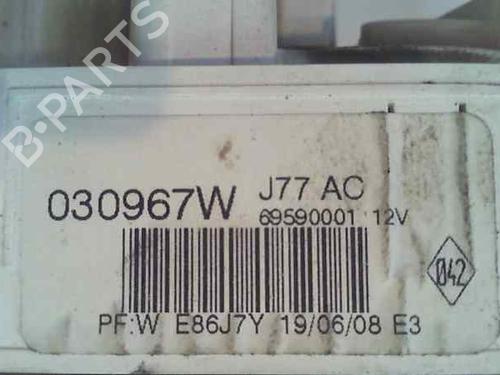 B-PARTS
030967W J77 AC
69590001 12V
042
PF:W E86J7Y 19/06/08 E3